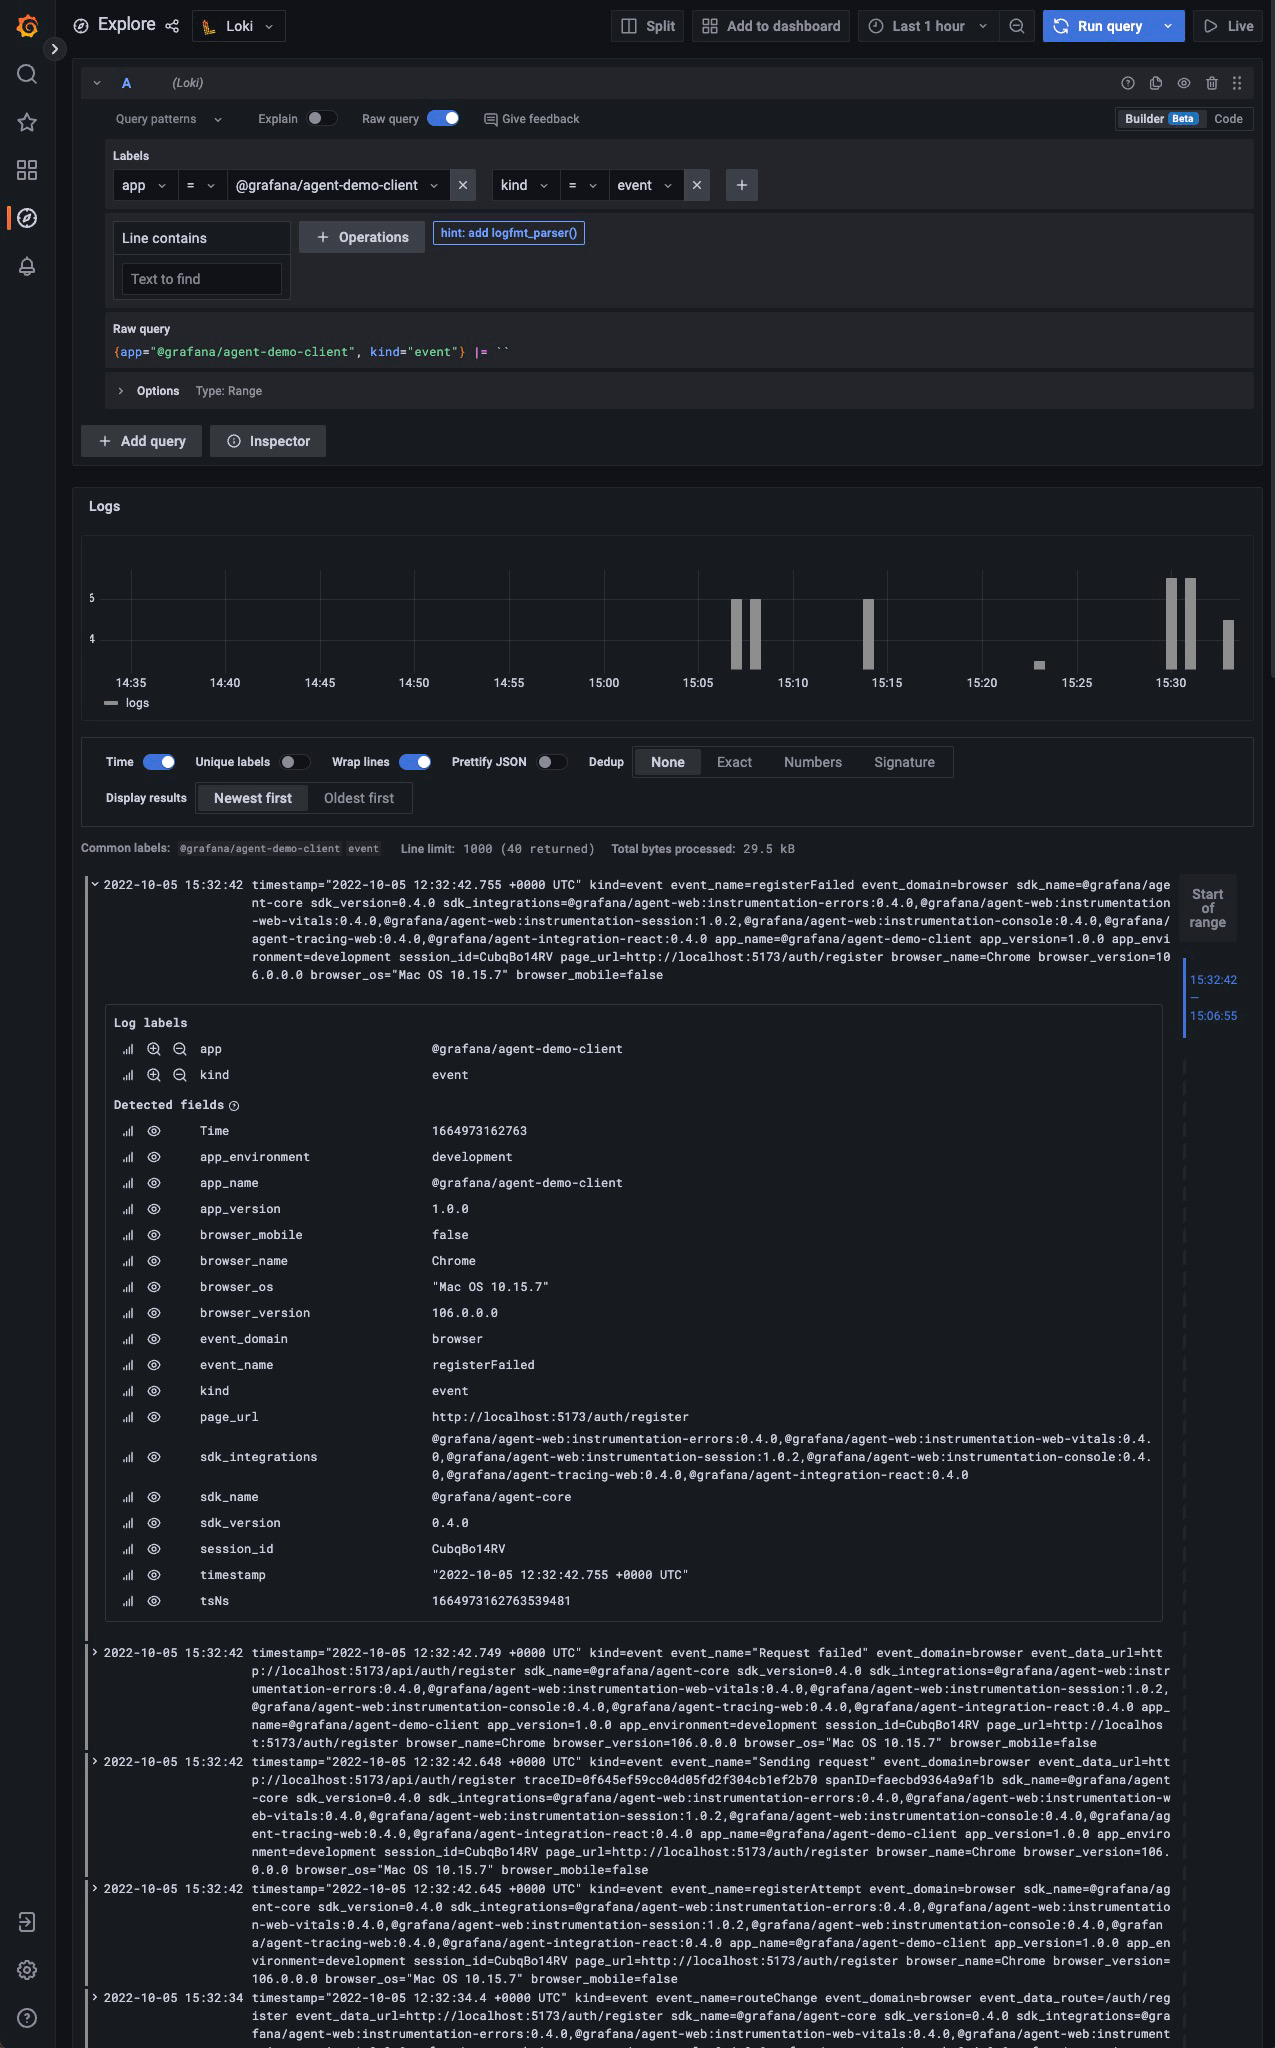 Explore
Loki
Split
Add to dashboard
Last 1 hour
Run query
Live
A
(Loki)
Query patterns
Explain
Raw query
Give feedback
Builder Beta
Code
Labels
app
=
@grafana/agent-demo-client
kind
=
event
Line contains
Text to find
+ Operations
hint: add logfmt_parser()
Raw query
{app="@grafana/agent-demo-client", kind="event"} |= ``
Options Type: Range
+ Add query
Inspector
Logs
6
4
14:35 14:40 14:45 14:50 14:55 15:00 15:05 15:10 15:15 15:20 15:25 15:30
logs
Time
Unique labels
Wrap lines
Prettify JSON
Dedup
None
Exact
Numbers
Signature
Display results
Newest first
Oldest first
Common labels: @grafana/agent-demo-client event Line limit: 1000 (40 returned) Total bytes processed: 29.5 kB
2022-10-05 15:32:42 timestamp="2022-10-05 12:32:42.755 +0000 UTC" kind=event event_name=registerFailed event_domain=browser sdk_name=@grafana/age
nt-core sdk_version=0.4.0 sdk_integrations=@grafana/agent-web:instrumentation-errors:0.4.0,@grafana/agent-web:instrumentation
-web-vitals:0.4.0,@grafana/agent-web:instrumentation-session:1.0.2,@grafana/agent-web:instrumentation-console:0.4.0,@grafana/
agent-tracing-web:0.4.0,@grafana/agent-integration-react:0.4.0 app_name=@grafana/agent-demo-client app_version=1.0.0 app_envi
ronment=development session_id=CubqBo14RV page_url=http://localhost:5173/auth/register browser_name=Chrome browser_version=10
6.0.0.0 browser_os="Mac OS 10.15.7" browser_mobile=false
Start
of
range
15:32:42
—
15:06:55
Log labels
app @grafana/agent-demo-client
kind event
Detected fields
Time 1664973162763
app_environment development
app_name @grafana/agent-demo-client
app_version 1.0.0
browser_mobile false
browser_name Chrome
browser_os "Mac OS 10.15.7"
browser_version 106.0.0.0
event_domain browser
event_name registerFailed
kind event
page_url http://localhost:5173/auth/register
@grafana/agent-web:instrumentation-errors:0.4.0,@grafana/agent-web:instrumentation-web-vitals:0.4.
sdk_integrations 0,@grafana/agent-web:instrumentation-session:1.0.2,@grafana/agent-web:instrumentation-console:0.4.
0,@grafana/agent-tracing-web:0.4.0,@grafana/agent-integration-react:0.4.0
sdk_name @grafana/agent-core
sdk_version 0.4.0
session_id CubqBo14RV
timestamp "2022-10-05 12:32:42.755 +0000 UTC"
tsNs 1664973162763539481
2022-10-05 15:32:42 timestamp="2022-10-05 12:32:42.749 +0000 UTC" kind=event event_name="Request failed" event_domain=browser event_data_url=htt
p://localhost:5173/api/auth/register sdk_name=@grafana/agent-core sdk_version=0.4.0 sdk_integrations=@grafana/agent-web:instr
umentation-errors:0.4.0,@grafana/agent-web:instrumentation-web-vitals:0.4.0,@grafana/agent-web:instrumentation-session:1.0.2,
@grafana/agent-web:instrumentation-console:0.4.0,@grafana/agent-tracing-web:0.4.0,@grafana/agent-integration-react:0.4.0 app_
name=@grafana/agent-demo-client app_version=1.0.0 app_environment=development session_id=CubqBo14RV page_url=http://localhos
t:5173/auth/register browser_name=Chrome browser_version=106.0.0.0 browser_os="Mac OS 10.15.7" browser_mobile=false
2022-10-05 15:32:42 timestamp="2022-10-05 12:32:42.648 +0000 UTC" kind=event event_name="Sending request" event_domain=browser event_data_url=htt
p://localhost:5173/api/auth/register traceID=0f645ef59cc04d05fd2f304cb1ef2b70 spanID=faecbd9364a9af1b sdk_name=@grafana/agent
-core sdk_version=0.4.0 sdk_integrations=@grafana/agent-web:instrumentation-errors:0.4.0,@grafana/agent-web:instrumentation-w
eb-vitals:0.4.0,@grafana/agent-web:instrumentation-session:1.0.2,@grafana/agent-web:instrumentation-console:0.4.0,@grafana/ag
ent-tracing-web:0.4.0,@grafana/agent-integration-react:0.4.0 app_name=@grafana/agent-demo-client app_version=1.0.0 app_enviro
nment=development session_id=CubqBo14RV page_url=http://localhost:5173/auth/register browser_name=Chrome browser_version=106.
0.0.0 browser_os="Mac OS 10.15.7" browser_mobile=false
2022-10-05 15:32:42 timestamp="2022-10-05 12:32:42.645 +0000 UTC" kind=event event_name=registerAttempt event_domain=browser sdk_name=@grafana/ag
ent-core sdk_version=0.4.0 sdk_integrations=@grafana/agent-web:instrumentation-errors:0.4.0,@grafana/agent-web:instrumentatio
n-web-vitals:0.4.0,@grafana/agent-web:instrumentation-session:1.0.2,@grafana/agent-web:instrumentation-console:0.4.0,@grafan
a/agent-tracing-web:0.4.0,@grafana/agent-integration-react:0.4.0 app_name=@grafana/agent-demo-client app_version=1.0.0 app_en
vironment=development session_id=CubqBo14RV page_url=http://localhost:5173/auth/register browser_name=Chrome browser_version=
106.0.0.0 browser_os="Mac OS 10.15.7" browser_mobile=false
2022-10-05 15:32:34 timestamp="2022-10-05 12:32:34.4 +0000 UTC" kind=event event_name=routeChange event_domain=browser event_data_route=/auth/reg
ister event_data_url=http://localhost:5173/auth/register sdk_name=@grafana/agent-core sdk_version=0.4.0 sdk_integrations=@gra
fana/agent-web:instrumentation-errors:0.4.0,@grafana/agent-web:instrumentation-web-vitals:0.4.0,@grafana/agent-web:instrument